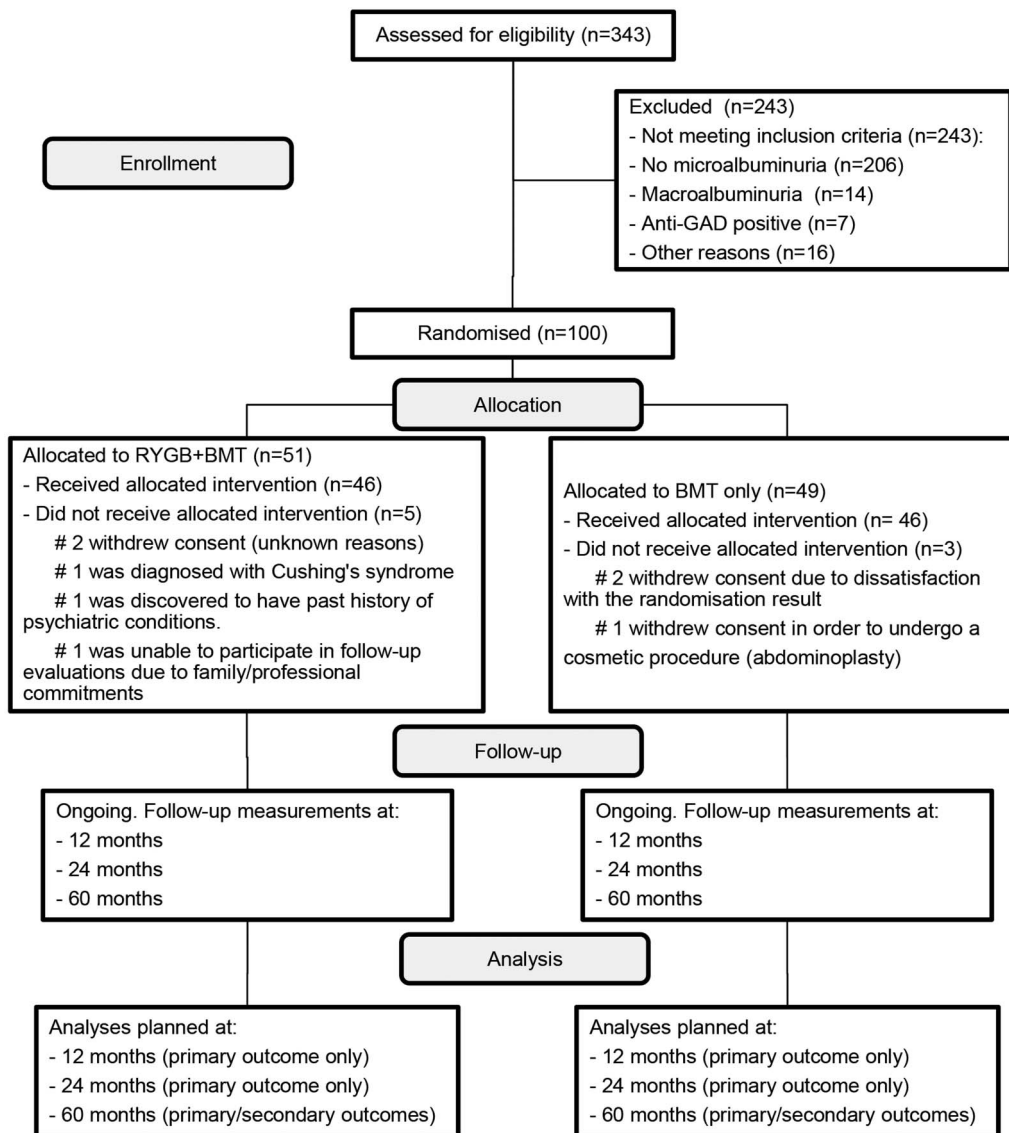 Assessed for eligibility (n=343)
Excluded  (n=243)
- Not meeting inclusion criteria (n=243):
- No microalbuminuria (n=206)
- Macroalbuminuria  (n=14)
- Anti-GAD positive (n=7)
- Other reasons (n=16)
Enrollment
Randomised (n=100)
Allocation
Allocated to RYGB+BMT (n=51)
- Received allocated intervention (n=46)
- Did not receive allocated intervention (n=5)
# 2 withdrew consent (unknown reasons)
# 1 was diagnosed with Cushing's syndrome
# 1 was discovered to have past history of
psychiatric conditions.
# 1 was unable to participate in follow-up
evaluations due to family/professional
commitments
Allocated to BMT only (n=49)
- Received allocated intervention (n= 46)
- Did not receive allocated intervention (n=3)
# 2 withdrew consent due to dissatisfaction
with the randomisation result
# 1 withdrew consent in order to undergo a
cosmetic procedure (abdominoplasty)
Follow-up
Ongoing. Follow-up measurements at:
- 12 months
- 24 months
- 60 months
Ongoing. Follow-up measurements at:
- 12 months
- 24 months
- 60 months
Analysis
Analyses planned at:
- 12 months (primary outcome only)
- 24 months (primary outcome only)
- 60 months (primary/secondary outcomes)
Analyses planned at:
- 12 months (primary outcome only)
- 24 months (primary outcome only)
- 60 months (primary/secondary outcomes)